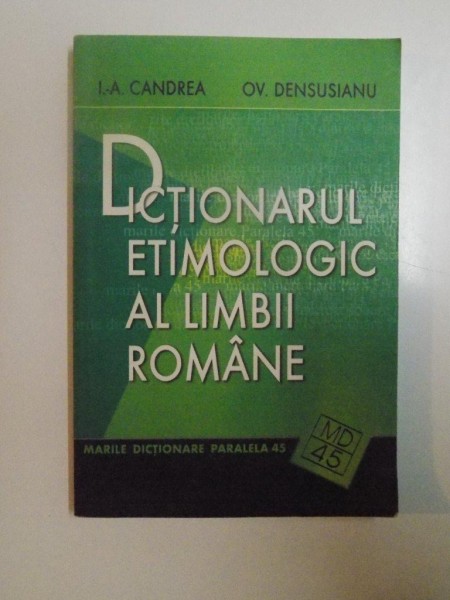 I.-A. CANDREA OV. DENSUSIANU
DICȚIONARUL
ETIMOLOGIC
AL LIMBII
ROMÂNE
MARILE DICȚIONARE PARALELA 45
MD
45